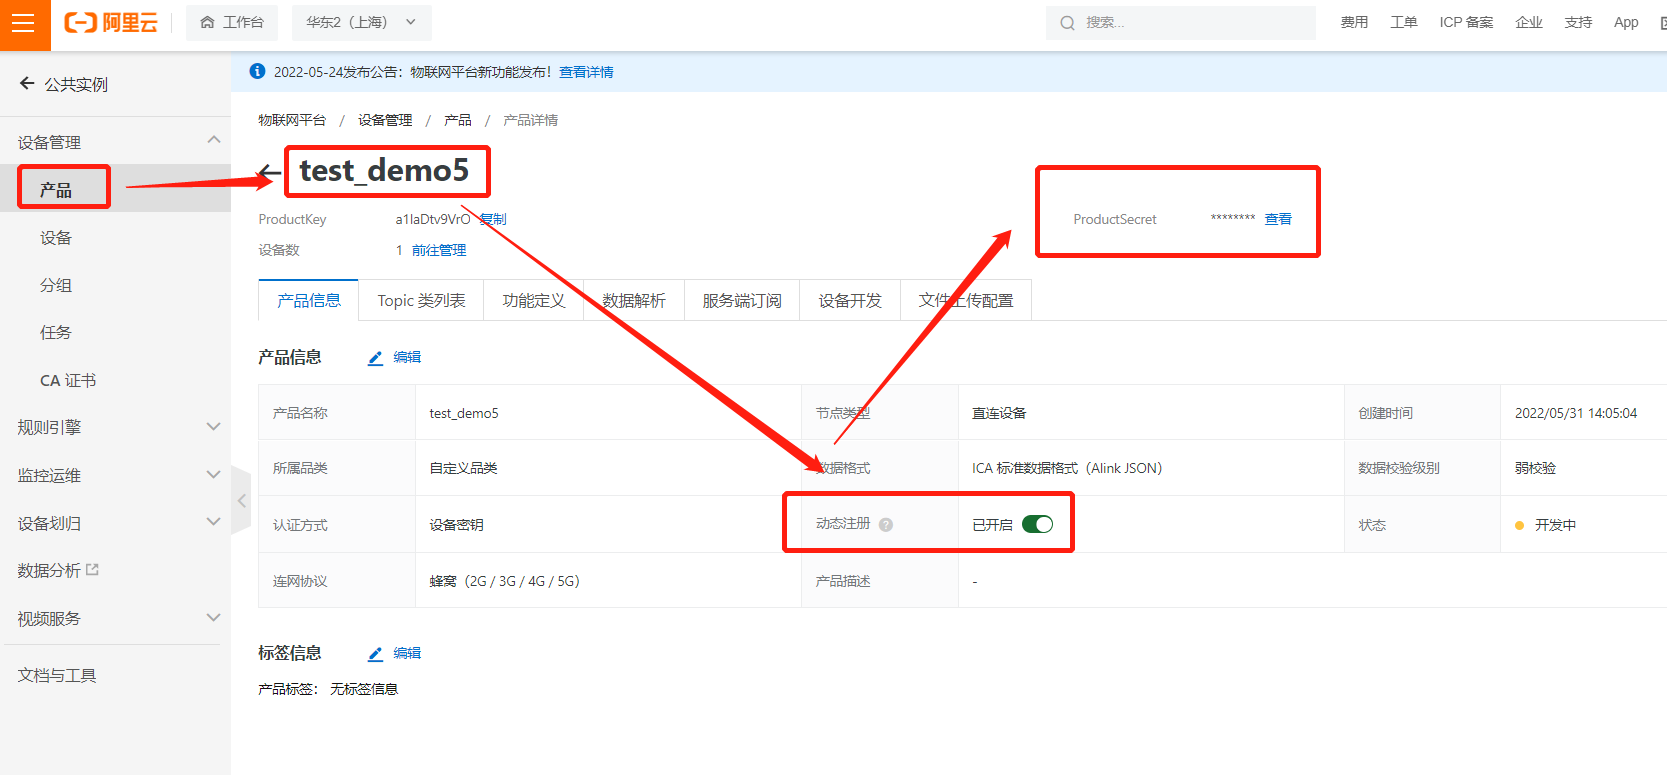 阿里云 工作台 华东2（上海） 搜索... 费用 工单 ICP 备案 企业 支持 App
公共实例
设备管理
产品
设备
分组
任务
CA 证书
规则引擎
监控运维
设备划归
数据分析
视频服务
文档与工具
2022-05-24发布公告：物联网平台新功能发布！查看详情
物联网平台 / 设备管理 / 产品 / 产品详情
test_demo5
ProductKey a1IaDtv9VrO 复制 ProductSecret ******** 查看
设备数 1 前往管理
产品信息 Topic 类列表 功能定义 数据解析 服务端订阅 设备开发 文件上传配置
产品信息 编辑
产品名称 test_demo5 节点类型 直连设备 创建时间 2022/05/31 14:05:04
所属品类 自定义品类 数据格式 ICA 标准数据格式（Alink JSON） 数据校验级别 弱校验
认证方式 设备密钥 动态注册 ? 已开启 状态 开发中
连网协议 蜂窝（2G / 3G / 4G / 5G） 产品描述 -
标签信息 编辑
产品标签： 无标签信息